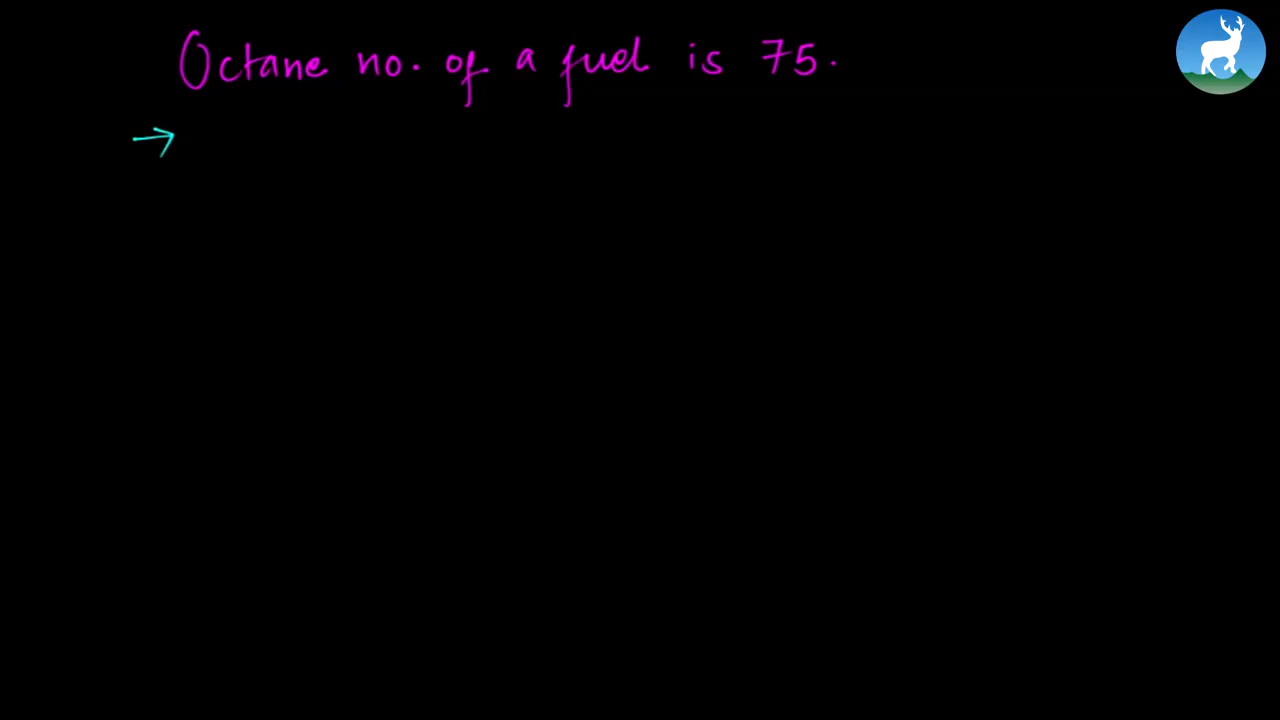 Octane no. of a fuel is 75.
→